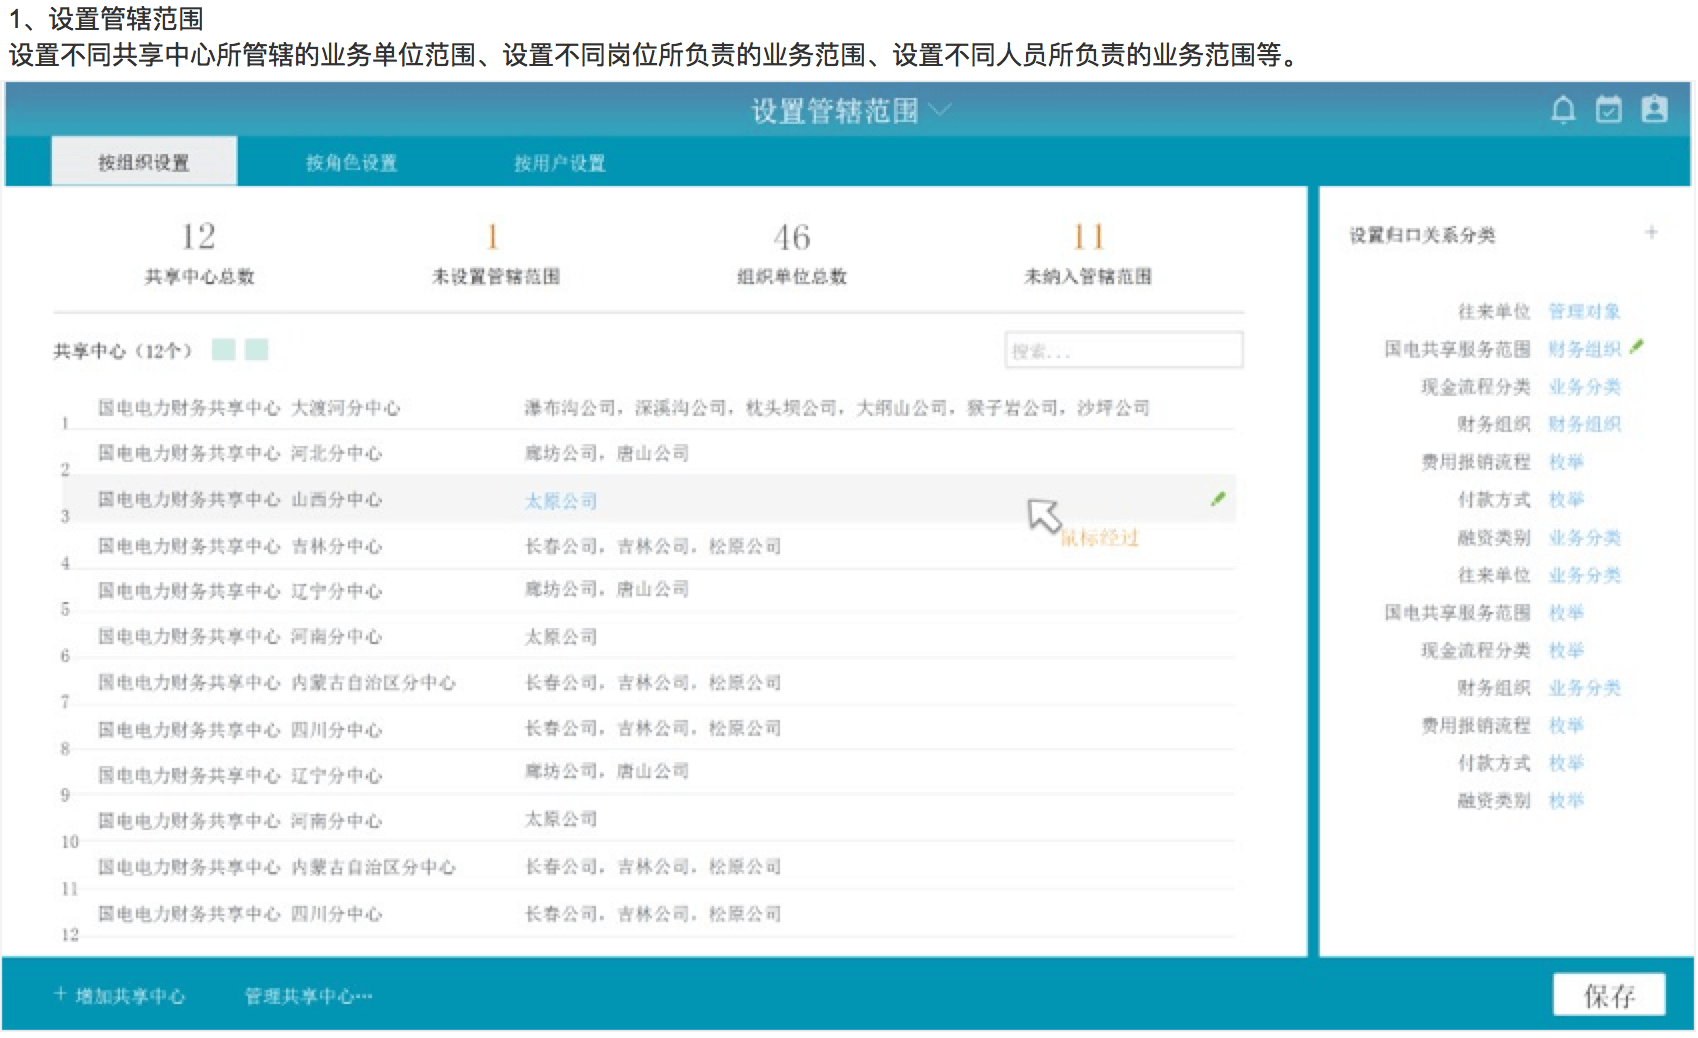 1、设置管辖范围
设置不同共享中心所管辖的业务单位范围、设置不同岗位所负责的业务范围、设置不同人员所负责的业务范围等。
设置管辖范围
按组织设置 按角色设置 按用户设置
12 1 46 11
共享中心总数 未设置管辖范围 组织单位总数 未纳入管辖范围
共享中心（12个） 搜索...
1 国电电力财务共享中心 大渡河分中心 瀑布沟公司，深溪沟公司，枕头坝公司，大纲山公司，猴子岩公司，沙坪公司
2 国电电力财务共享中心 河北分中心 廊坊公司，唐山公司
3 国电电力财务共享中心 山西分中心 太原公司
鼠标经过
4 国电电力财务共享中心 吉林分中心 长春公司，吉林公司，松原公司
5 国电电力财务共享中心 辽宁分中心 廊坊公司，唐山公司
6 国电电力财务共享中心 河南分中心 太原公司
7 国电电力财务共享中心 内蒙古自治区分中心 长春公司，吉林公司，松原公司
8 国电电力财务共享中心 四川分中心 长春公司，吉林公司，松原公司
9 国电电力财务共享中心 辽宁分中心 廊坊公司，唐山公司
10 国电电力财务共享中心 河南分中心 太原公司
11 国电电力财务共享中心 内蒙古自治区分中心 长春公司，吉林公司，松原公司
12 国电电力财务共享中心 四川分中心 长春公司，吉林公司，松原公司
设置归口关系分类 +
往来单位 管理对象
国电共享服务范围 财务组织
现金流程分类 业务分类
财务组织 财务组织
费用报销流程 枚举
付款方式 枚举
融资类别 业务分类
往来单位 业务分类
国电共享服务范围 枚举
现金流程分类 枚举
财务组织 业务分类
费用报销流程 枚举
付款方式 枚举
融资类别 枚举
+ 增加共享中心 管理共享中心… 保存